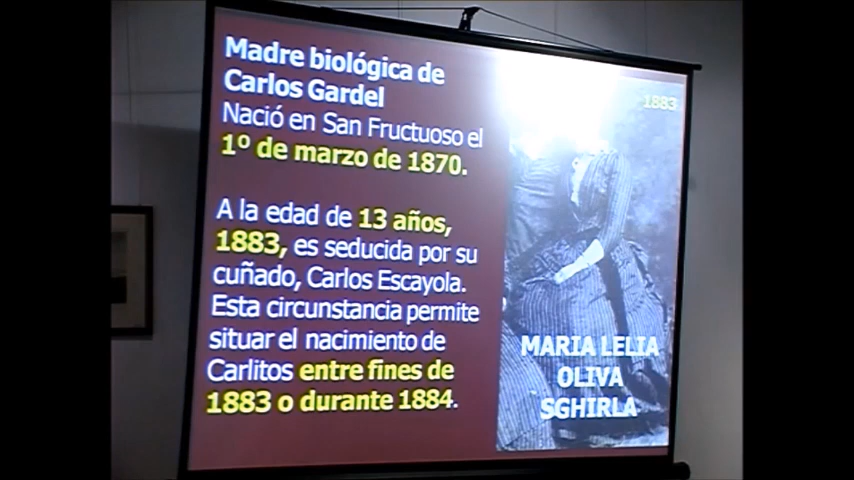 Madre biológica de
Carlos Gardel
Nació en San Fructuoso el
1º de marzo de 1870.
A la edad de 13 años,
1883, es seducida por su
cuñado, Carlos Escayola.
Esta circunstancia permite
situar el nacimiento de
Carlitos entre fines de
1883 o durante 1884.
1883
MARIA LELIA
OLIVA
SGHIRLA